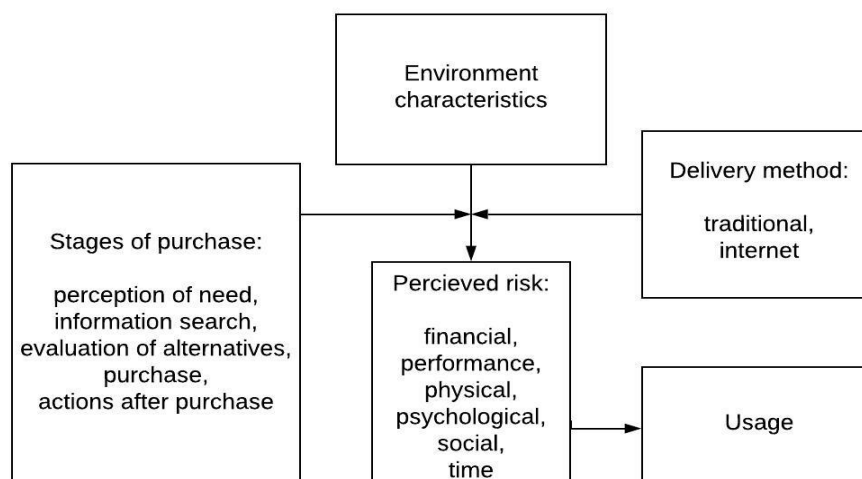 Environment
characteristics
Delivery method:
traditional,
internet
Stages of purchase:
perception of need,
information search,
evaluation of alternatives,
purchase,
actions after purchase
Percieved risk:
financial,
performance,
physical,
psychological,
social,
time
Usage